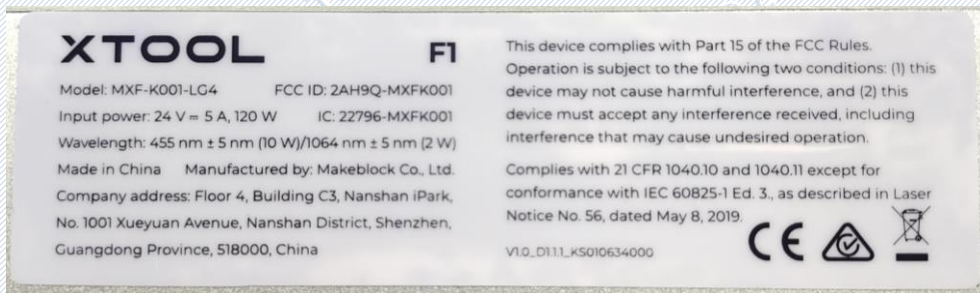 XTOOL F1
Model: MXF-K001-LG4 FCC ID: 2AH9Q-MXFK001
Input power: 24 V⎓5 A, 120 W IC: 22796-MXFK001
Wavelength: 455 nm ± 5 nm (10 W)/1064 nm ± 5 nm (2 W)
Made in China Manufactured by: Makeblock Co., Ltd.
Company address: Floor 4, Building C3, Nanshan iPark,
No. 1001 Xueyuan Avenue, Nanshan District, Shenzhen,
Guangdong Province, 518000, China
This device complies with Part 15 of the FCC Rules.
Operation is subject to the following two conditions: (1) this
device may not cause harmful interference, and (2) this
device must accept any interference received, including
interference that may cause undesired operation.
Complies with 21 CFR 1040.10 and 1040.11 except for
conformance with IEC 60825-1 Ed. 3., as described in Laser
Notice No. 56, dated May 8, 2019.
V1.0_D1.1.1_KS010634000
CE